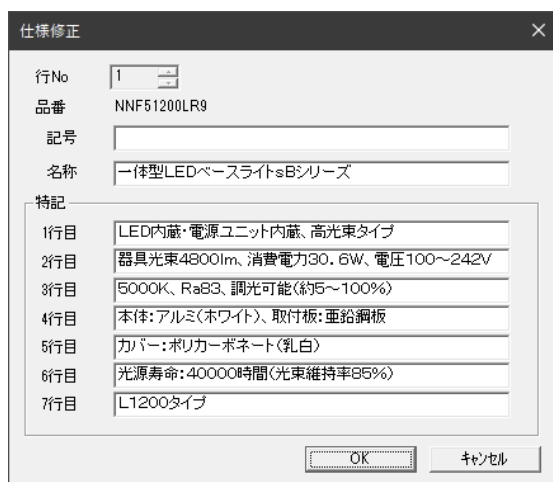 仕様修正
行No 1
品番 NNF51200LR9
記号
名称 一体型LEDベースライトsBシリーズ
特記
1行目 LED内蔵・電源ユニット内蔵、高光束タイプ
2行目 器具光束4800lm、消費電力30.6W、電圧100～242V
3行目 5000K、Ra83、調光可能(約5～100%)
4行目 本体:アルミ(ホワイト)、取付板:亜鉛鋼板
5行目 カバー:ポリカーボネート(乳白)
6行目 光源寿命:40000時間(光束維持率85%)
7行目 L1200タイプ
OK キャンセル